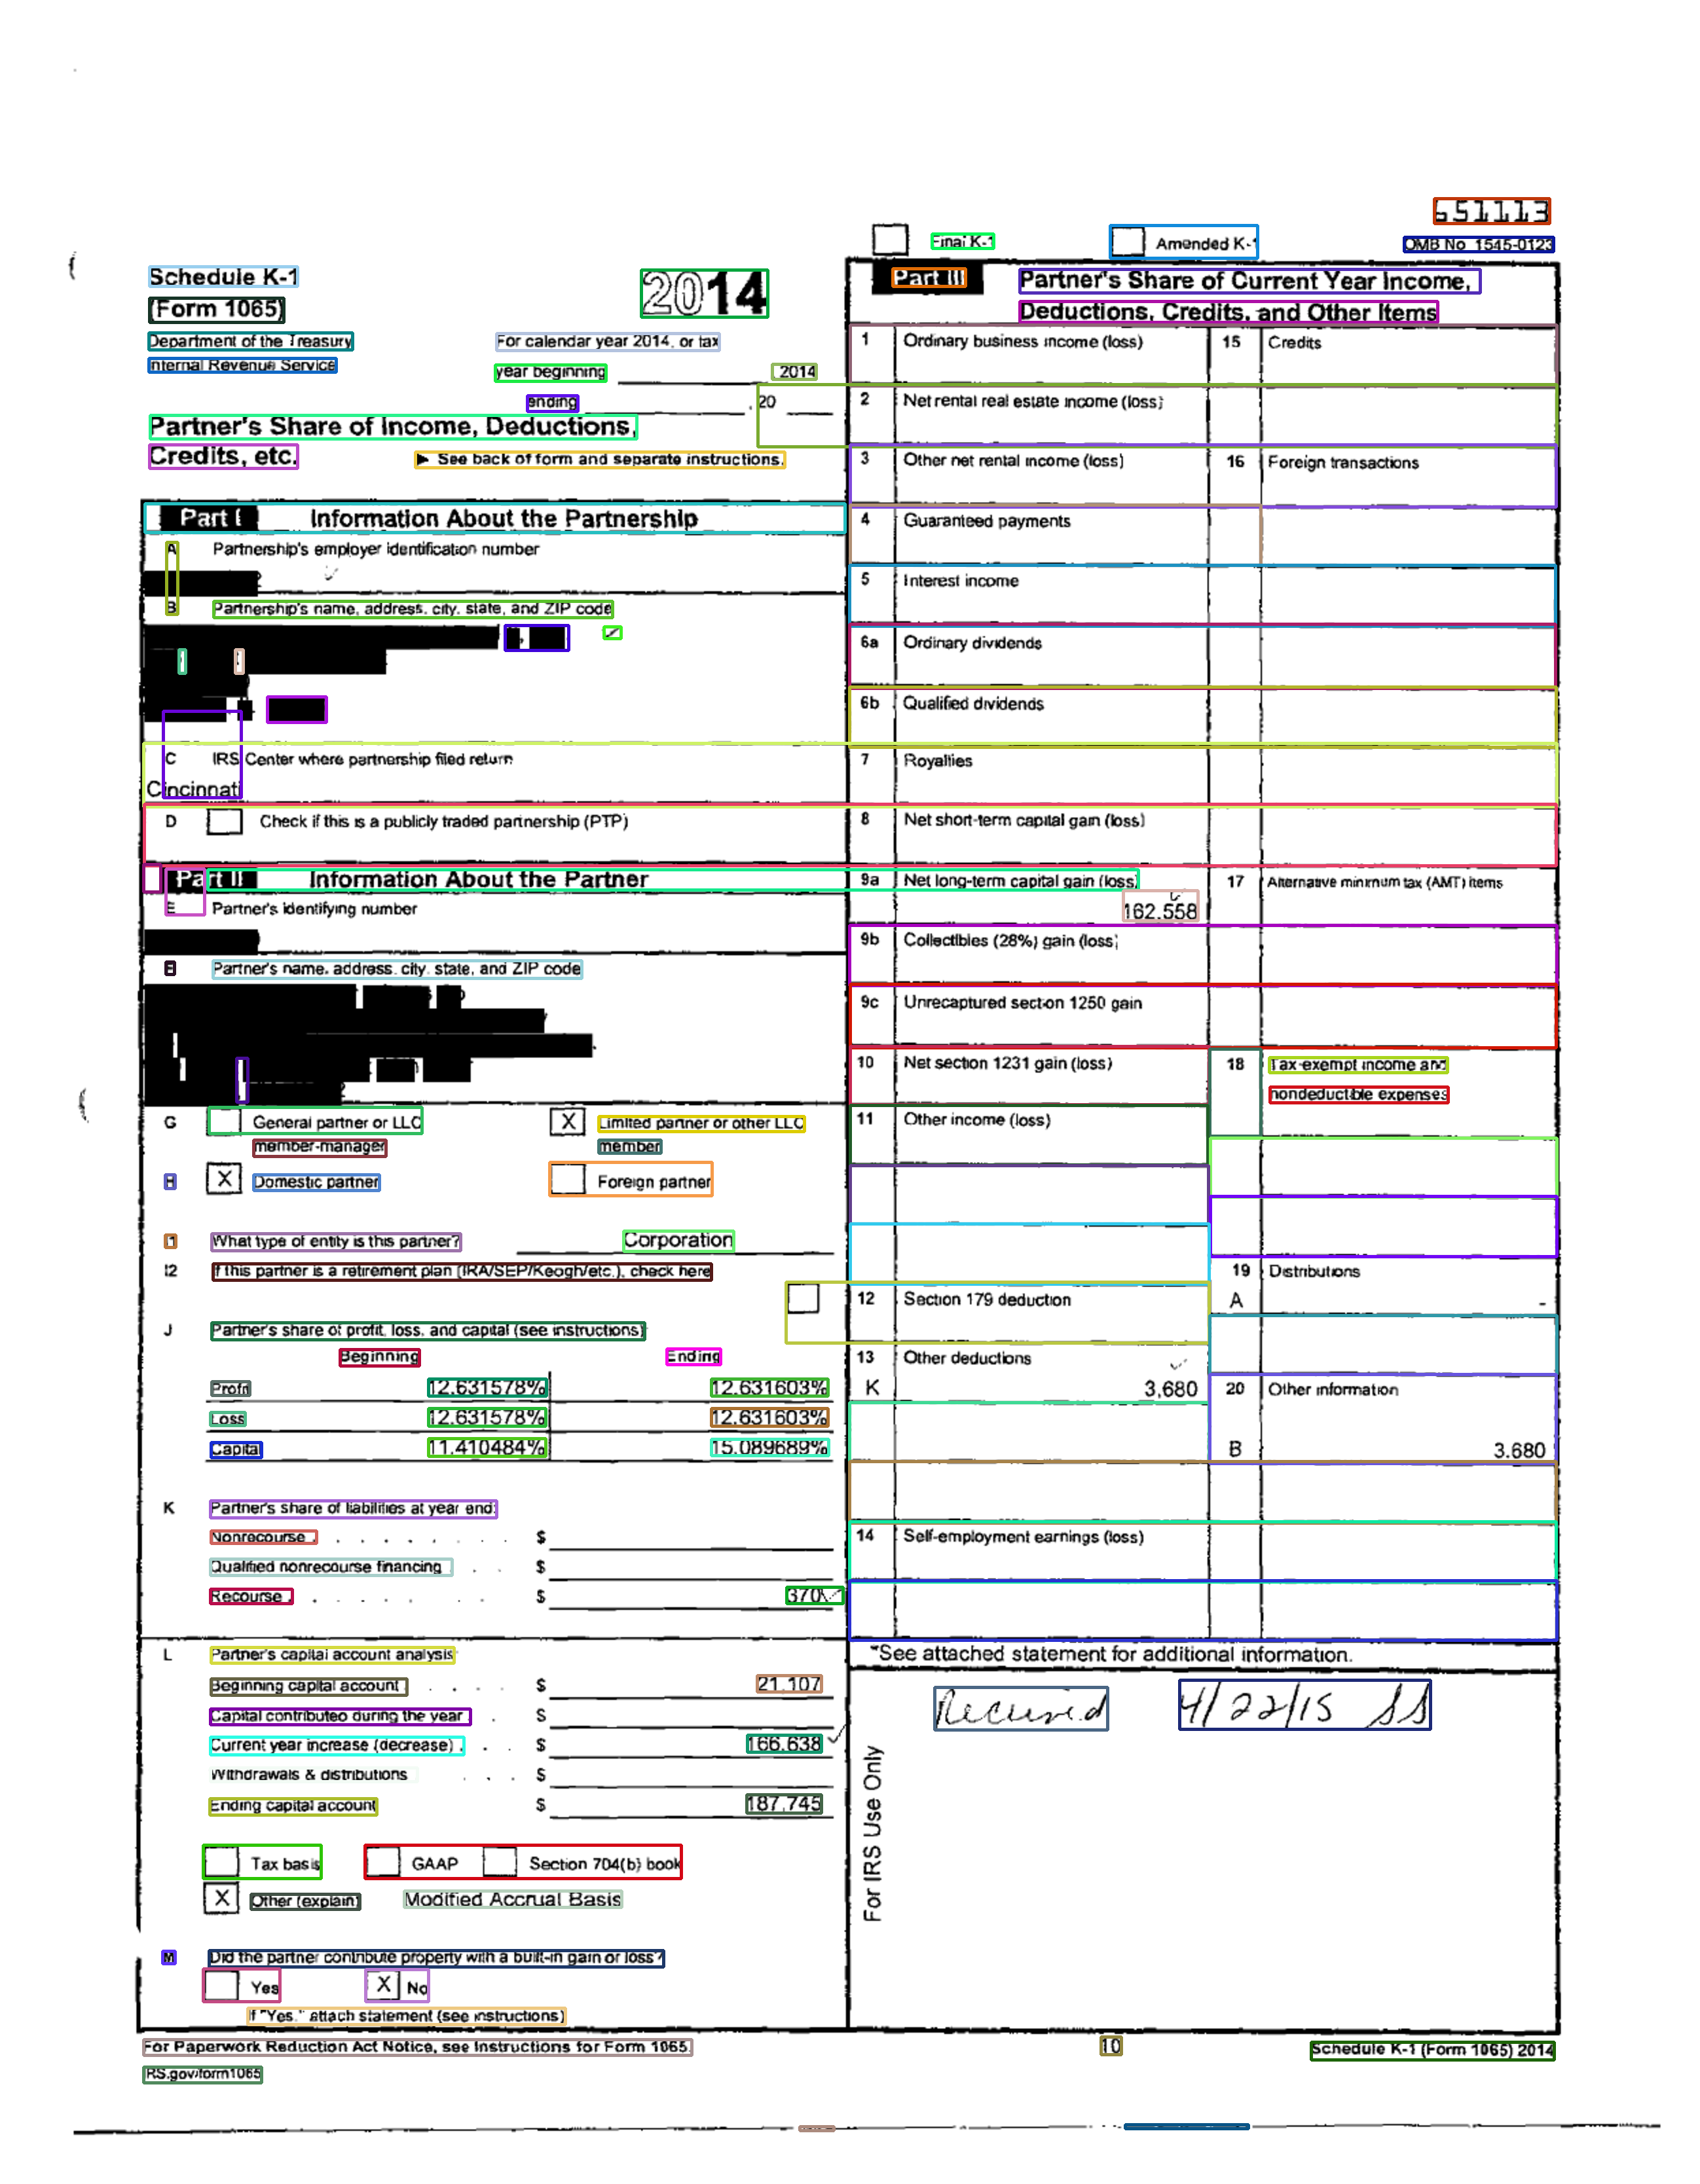 651113
Final K-1
Amended K-1
OMB No 1545-0123
Schedule K-1
(Form 1065)
2014
Department of the Treasury
Internal Revenue Service
For calendar year 2014, or tax
year beginning 2014
ending , 20
Partner's Share of Income, Deductions,
Credits, etc.
► See back of form and separate instructions.
Part I Information About the Partnership
A Partnership's employer identification number
B Partnership's name, address, city, state, and ZIP code
C IRS Center where partnership filed return
Cincinnati
D Check if this is a publicly traded partnership (PTP)
Part II Information About the Partner
E Partner's identifying number
Partner's name, address, city, state, and ZIP code
G General partner or LLC
member-manager
X Limited partner or other LLC
member
H X Domestic partner
Foreign partner
What type of entity is this partner? Corporation
I2 If this partner is a retirement plan (IRA/SEP/Keogh/etc.), check here
J Partner's share of profit, loss, and capital (see instructions)
Beginning Ending
Profit 12.631578% 12.631603%
Loss 12.631578% 12.631603%
Capital 11.410484% 15.089689%
K Partner's share of liabilities at year end:
Nonrecourse . . . . . . . . $
Qualified nonrecourse financing . . $
Recourse . . . . . . . $ 370
L Partner's capital account analysis
Beginning capital account . . . . $ 21,107
Capital contributed during the year . $
Current year increase (decrease) . . . $ 166,638
Withdrawals & distributions . . . $
Ending capital account $ 187,745
Tax basis GAAP Section 704(b) book
X Other (explain) Modified Accrual Basis
M Did the partner contribute property with a built-in gain or loss?
Yes X No
If "Yes," attach statement (see instructions)
Part III Partner's Share of Current Year Income,
Deductions, Credits, and Other Items
1 Ordinary business income (loss)
15 Credits
2 Net rental real estate income (loss)
3 Other net rental income (loss)
16 Foreign transactions
4 Guaranteed payments
5 Interest income
6a Ordinary dividends
6b Qualified dividends
7 Royalties
8 Net short-term capital gain (loss)
9a Net long-term capital gain (loss)
162,558
17 Alternative minimum tax (AMT) items
9b Collectibles (28%) gain (loss)
9c Unrecaptured section 1250 gain
10 Net section 1231 gain (loss)
18 Tax-exempt income and
nondeductible expenses
11 Other income (loss)
19 Distributions
A -
12 Section 179 deduction
13 Other deductions
K 3,680
20 Other information
B 3,680
14 Self-employment earnings (loss)
*See attached statement for additional information.
Received 4/22/15 SS
For IRS Use Only
For Paperwork Reduction Act Notice, see Instructions for Form 1065.
10
Schedule K-1 (Form 1065) 2014
IRS.gov/form1065